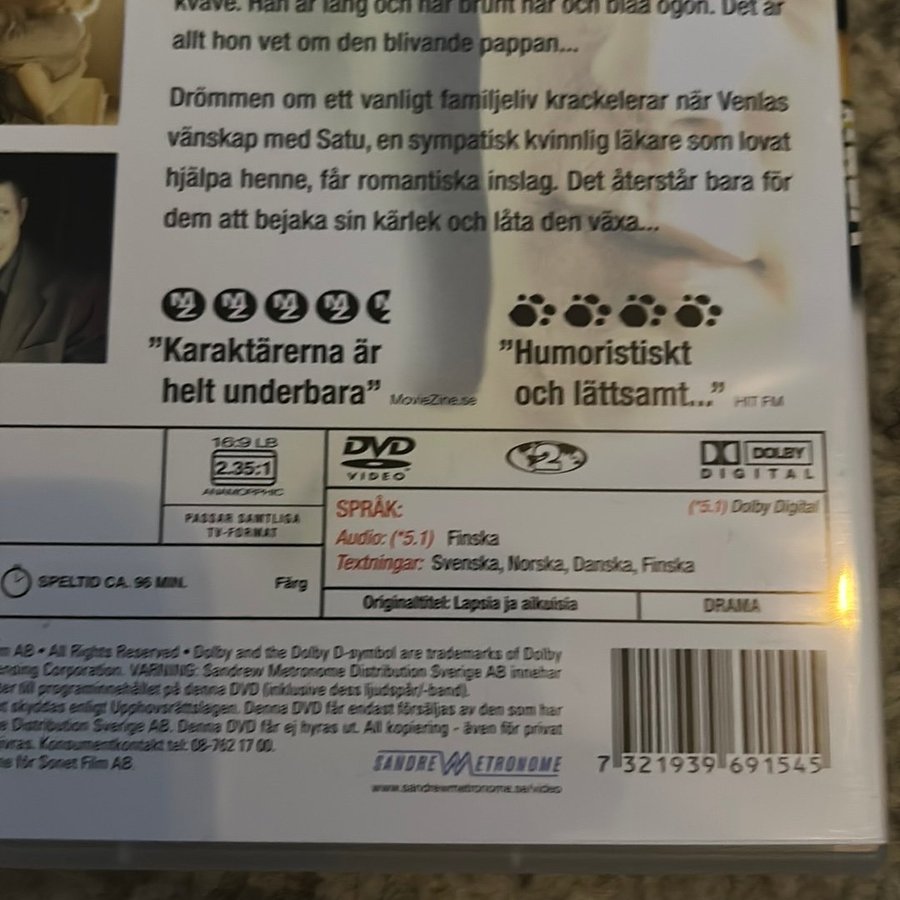 kväve. Han är lång och har brunt hår och blåa ögon. Det är
allt hon vet om den blivande pappan...
Drömmen om ett vanligt familjeliv krackelerar när Venlas
vänskap med Satu, en sympatisk kvinnlig läkare som lovat
hjälpa henne, får romantiska inslag. Det återstår bara för
dem att bejaka sin kärlek och låta den växa...
”Karaktärerna är
helt underbara” MovieZine.se
”Humoristiskt
och lättsamt...” HIT FM
16:9 LB
2.35:1
ANAMORPHIC
PASSAR SAMTLIGA
TV-FORMAT
DVD
VIDEO
2
DOLBY
DIGITAL
SPRÅK:
(*5.1) Dolby Digital
Audio: (*5.1) Finska
Textningar: Svenska, Norska, Danska, Finska
SPELTID CA. 96 MIN. Färg
Originaltitel: Lapsia ja aikuisia
DRAMA
AB • All Rights Reserved • Dolby and the Dolby D-symbol are trademarks of Dolby
Corporation. VARNING: Sandrew Metronome Distribution Sverige AB innehar
till programinnehållet på denna DVD (inklusive dess ljudspår/-band).
skyddas enligt Upphovsrättslagen. Denna DVD får endast försäljas av den som har
Distribution Sverige AB. Denna DVD får ej hyras ut. All kopiering - även för privat
Konsumentkontakt tel: 08-762 17 00.
för Sonet Film AB.
SANDREW METRONOME
www.sandrewmetronome.se/video
7 321939 691545